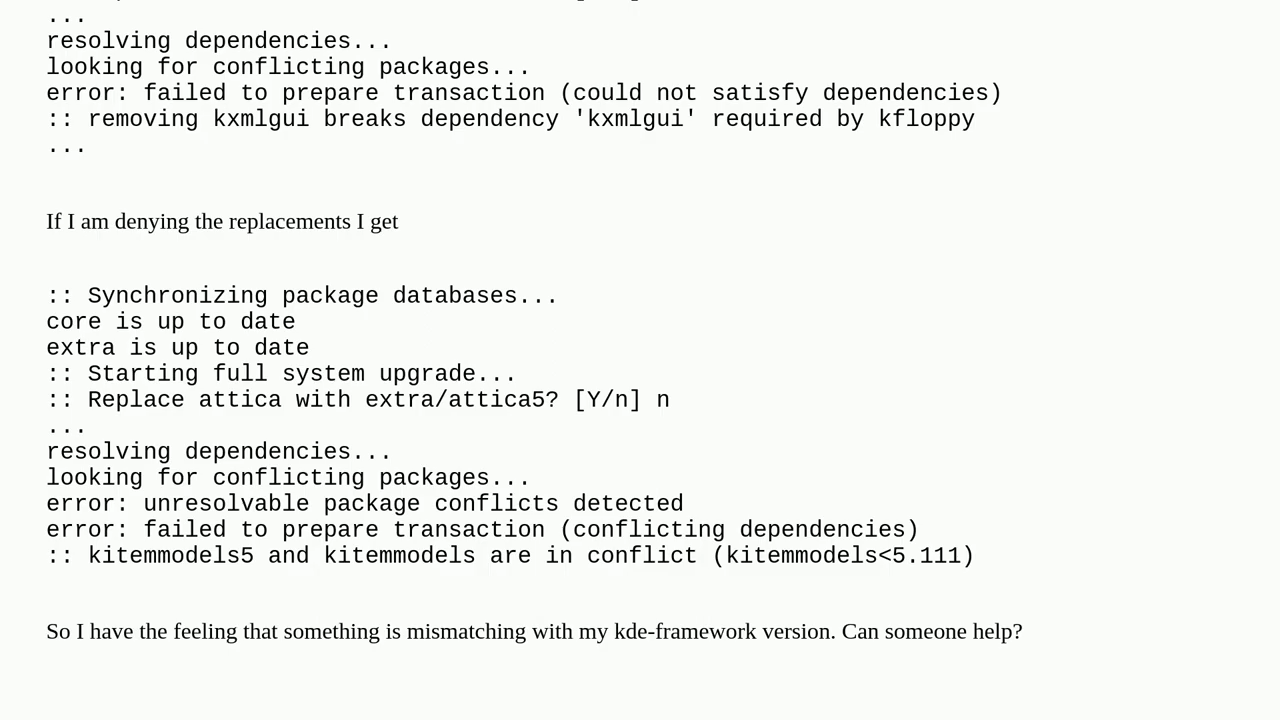 ...
resolving dependencies...
looking for conflicting packages...
error: failed to prepare transaction (could not satisfy dependencies)
:: removing kxmlgui breaks dependency 'kxmlgui' required by kfloppy
...
If I am denying the replacements I get
:: Synchronizing package databases...
core is up to date
extra is up to date
:: Starting full system upgrade...
:: Replace attica with extra/attica5? [Y/n] n
...
resolving dependencies...
looking for conflicting packages...
error: unresolvable package conflicts detected
error: failed to prepare transaction (conflicting dependencies)
:: kitemmodels5 and kitemmodels are in conflict (kitemmodels<5.111)
So I have the feeling that something is mismatching with my kde-framework version. Can someone help?